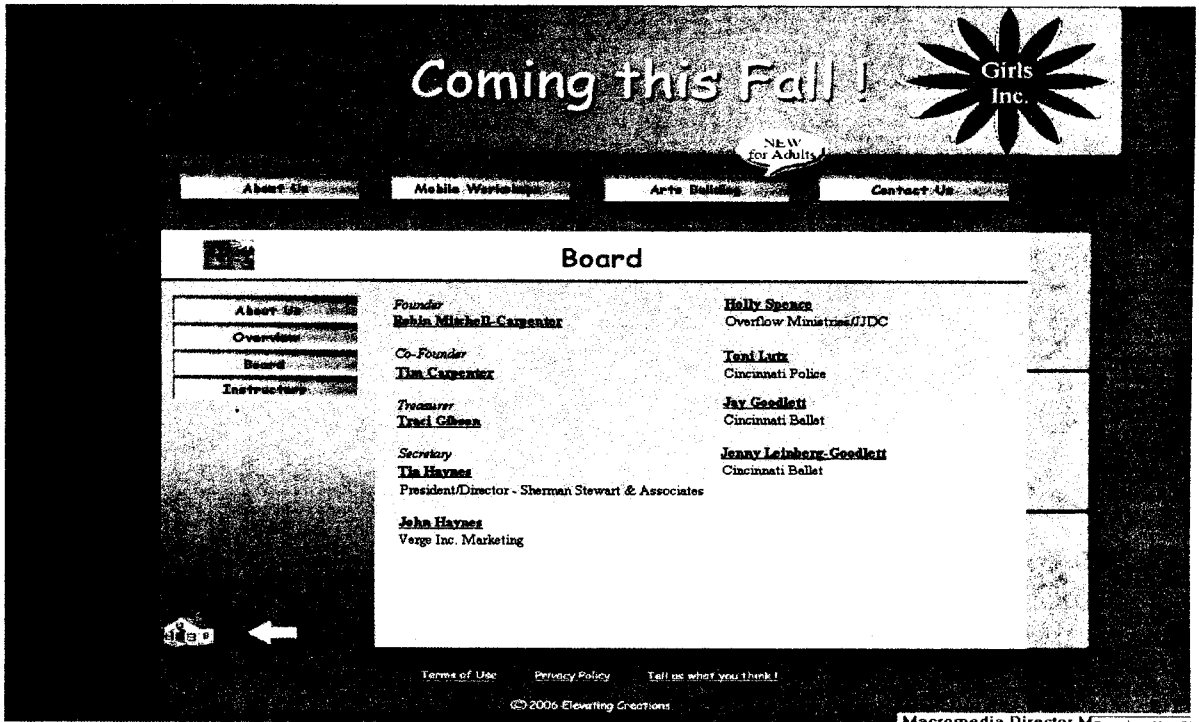 Coming this Fall !
Girls
Inc.
NEW
for Adults!
About Us
Mobile Workshops
Arts Building
Contact Us
Board
About Us
Overview
Board
Instructors
Founder
Robin Mitchell-Carpenter
Co-Founder
Tim Carpenter
Treasurer
Traci Gibson
Secretary
Tia Haynes
President/Director - Sherman Stewart & Associates
John Haynes
Verge Inc. Marketing
Holly Spence
Overflow Ministries/JJDC
Toni Lutz
Cincinnati Police
Jay Goodlett
Cincinnati Ballet
Jenny Leinberg-Goodlett
Cincinnati Ballet
Terms of Use
Privacy Policy
Tell us what you think !
© 2006 Elevating Creations
Macromedia Director